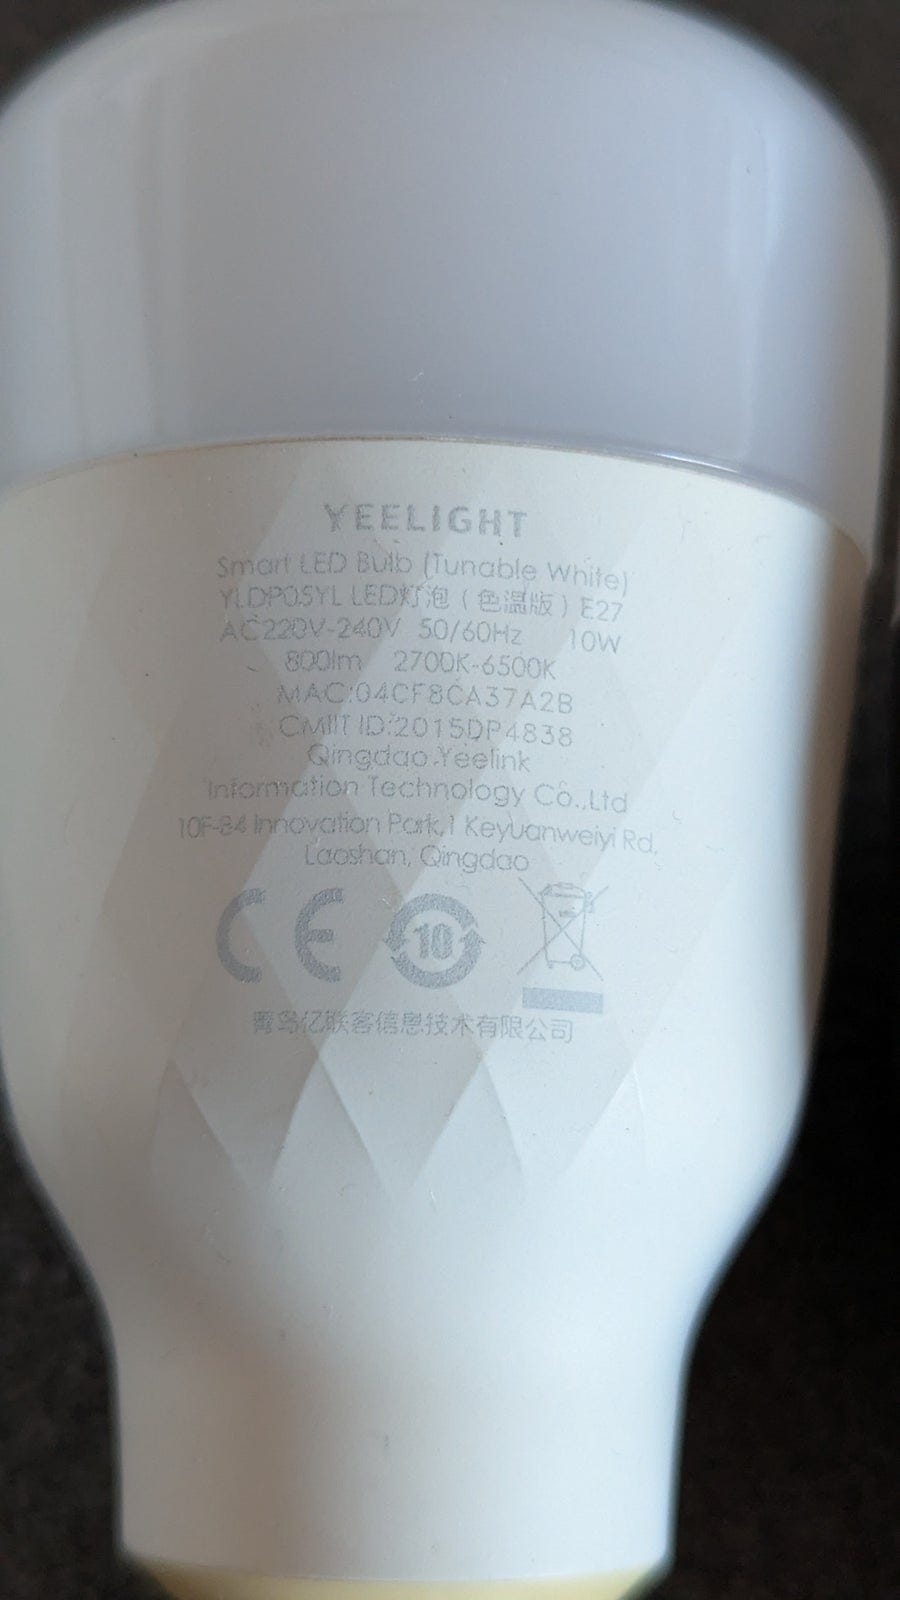 YEELIGHT
Smart LED Bulb (Tunable White)
YLDP05YL LED灯泡（色温版）E27
AC220V-240V 50/60Hz 10W
800lm 2700K-6500K
MAC:04CF8CA37A2B
CMIIT ID:2015DP4838
Qingdao Yeelink
Information Technology Co.,Ltd
10F-B4 Innovation Park,1 Keyuanweiyi Rd,
Laoshan, Qingdao
CE 10
青岛亿联客信息技术有限公司